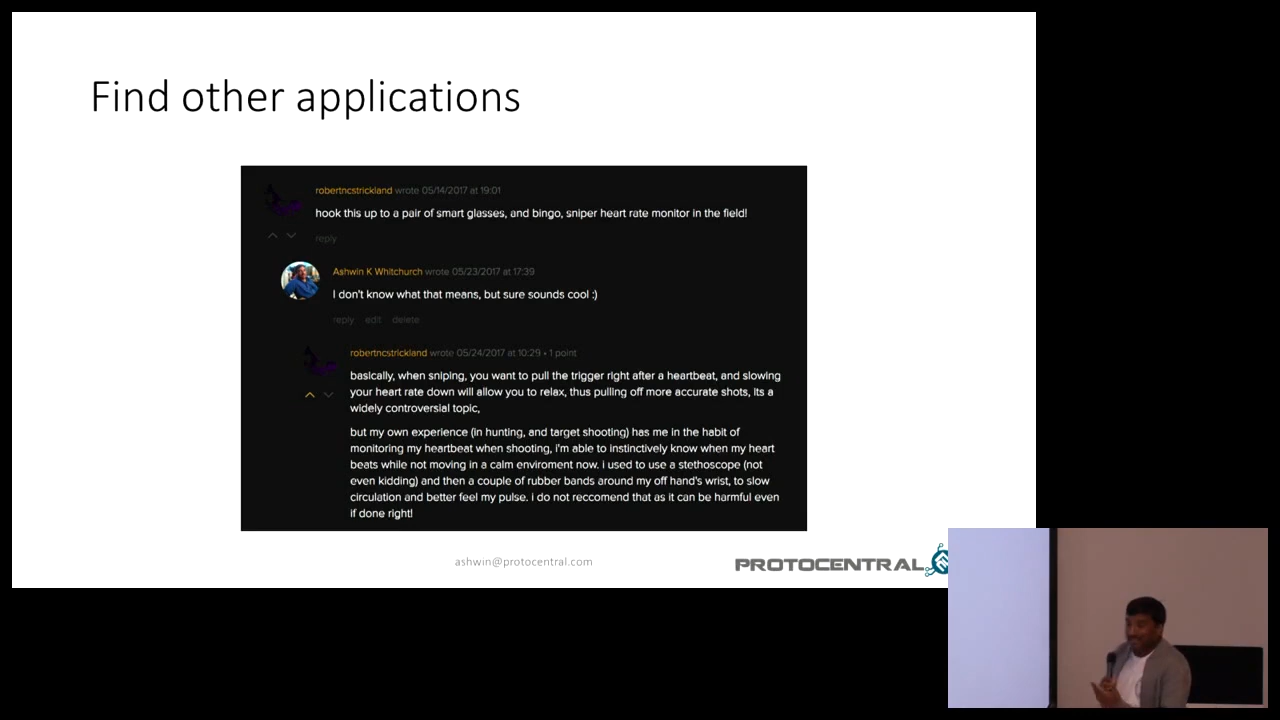 Find other applications
robertncstrickland wrote 05/14/2017 at 19:01
hook this up to a pair of smart glasses, and bingo, sniper heart rate monitor in the field!
reply
Ashwin K Whitchurch wrote 05/23/2017 at 17:39
I don't know what that means, but sure sounds cool :)
reply edit delete
robertncstrickland wrote 05/24/2017 at 10:29 • 1 point
basically, when sniping, you want to pull the trigger right after a heartbeat, and slowing
your heart rate down will allow you to relax, thus pulling off more accurate shots, its a
widely controversial topic,
but my own experience (in hunting, and target shooting) has me in the habit of
monitoring my heartbeat when shooting, i'm able to instinctively know when my heart
beats while not moving in a calm enviroment now. i used to use a stethoscope (not
even kidding) and then a couple of rubber bands around my off hand's wrist, to slow
circulation and better feel my pulse. i do not reccomend that as it can be harmful even
if done right!
ashwin@protocentral.com
PROTOCENTRAL